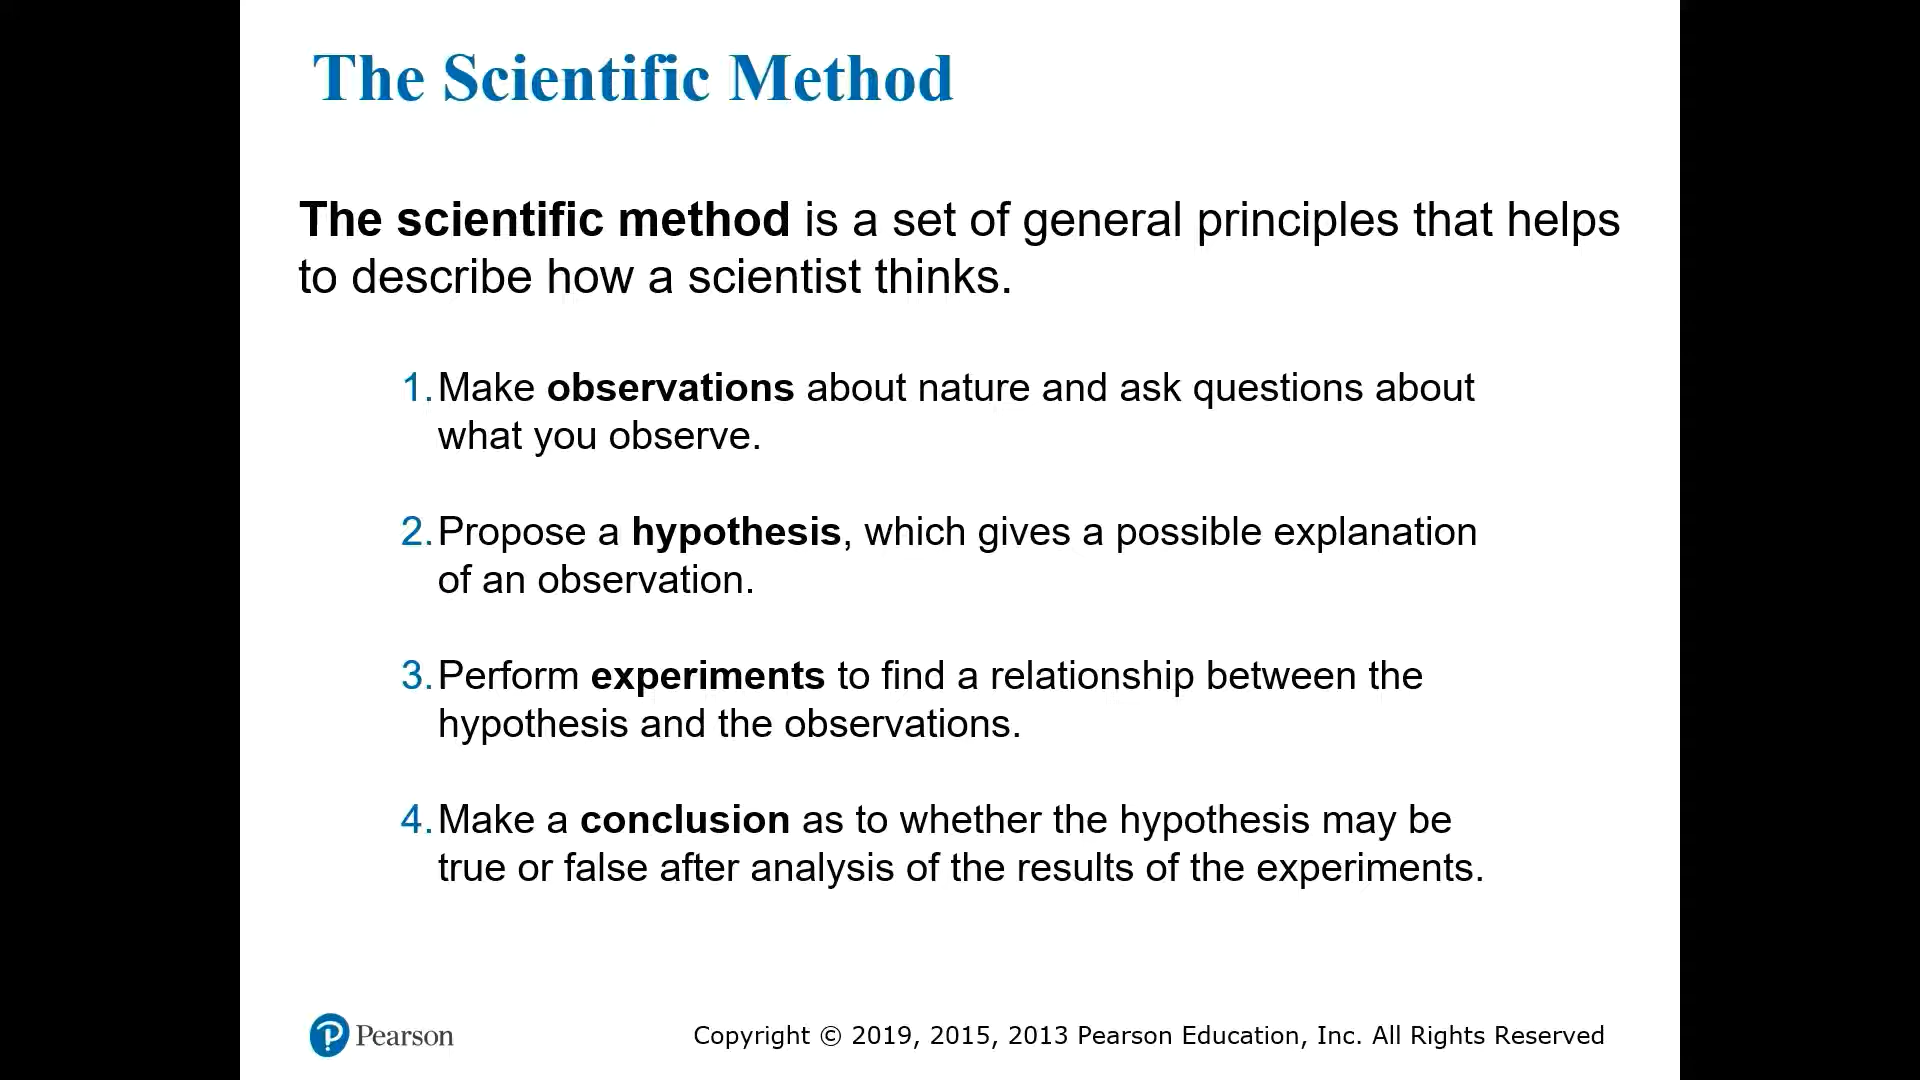 The Scientific Method
The scientific method is a set of general principles that helps
to describe how a scientist thinks.
1. Make observations about nature and ask questions about
what you observe.
2. Propose a hypothesis, which gives a possible explanation
of an observation.
3. Perform experiments to find a relationship between the
hypothesis and the observations.
4. Make a conclusion as to whether the hypothesis may be
true or false after analysis of the results of the experiments.
Pearson
Copyright © 2019, 2015, 2013 Pearson Education, Inc. All Rights Reserved